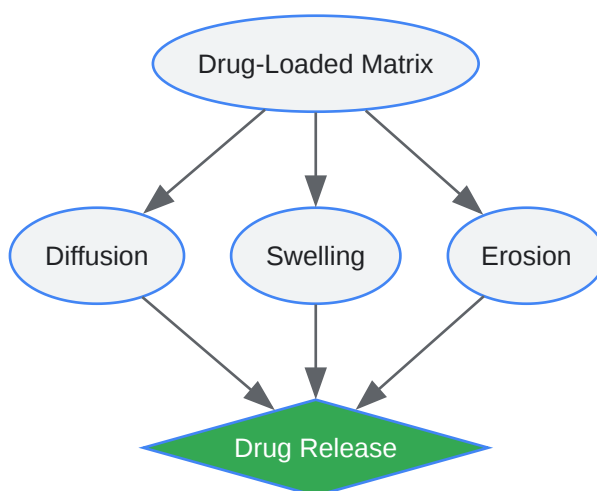 Drug-Loaded Matrix
Diffusion
Swelling
Erosion
Drug Release